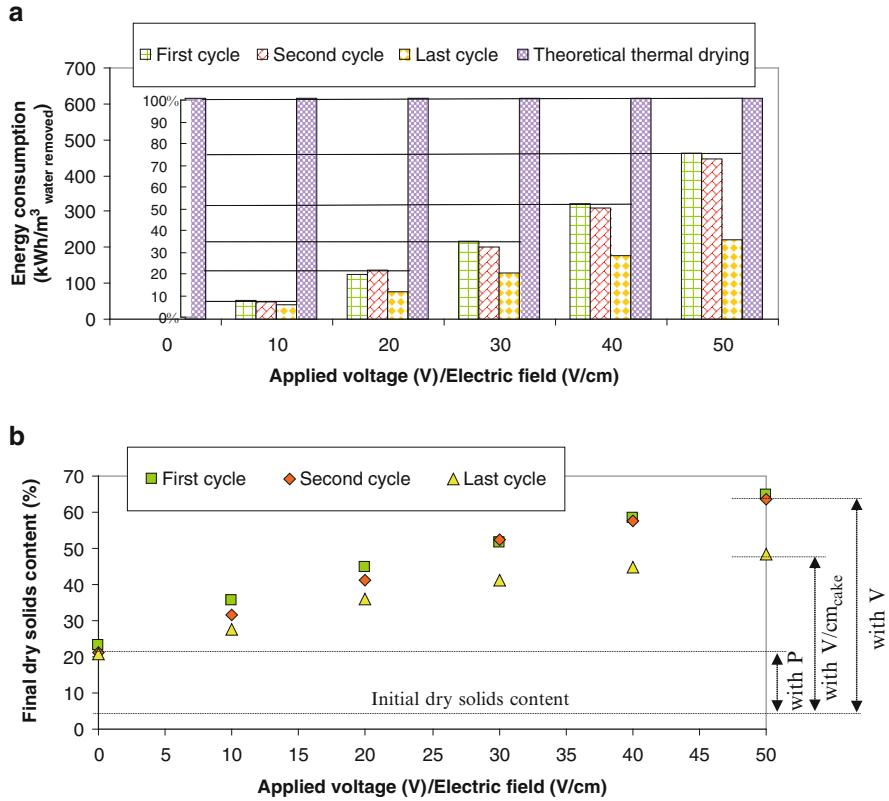 a
First cycle Second cycle Last cycle Theoretical thermal drying
Energy consumption
(kWh/m³ water removed)
700
600
500
400
300
200
100
0
100%
90
80
70
60
50
40
30
20
10
0%
0 10 20 30 40 50
Applied voltage (V)/Electric field (V/cm)
b
First cycle Second cycle Last cycle
Final dry solids content (%)
70
60
50
40
30
20
10
0
Initial dry solids content
with P
with V/cm cake
with V
0 5 10 15 20 25 30 35 40 45 50
Applied voltage (V)/Electric field (V/cm)